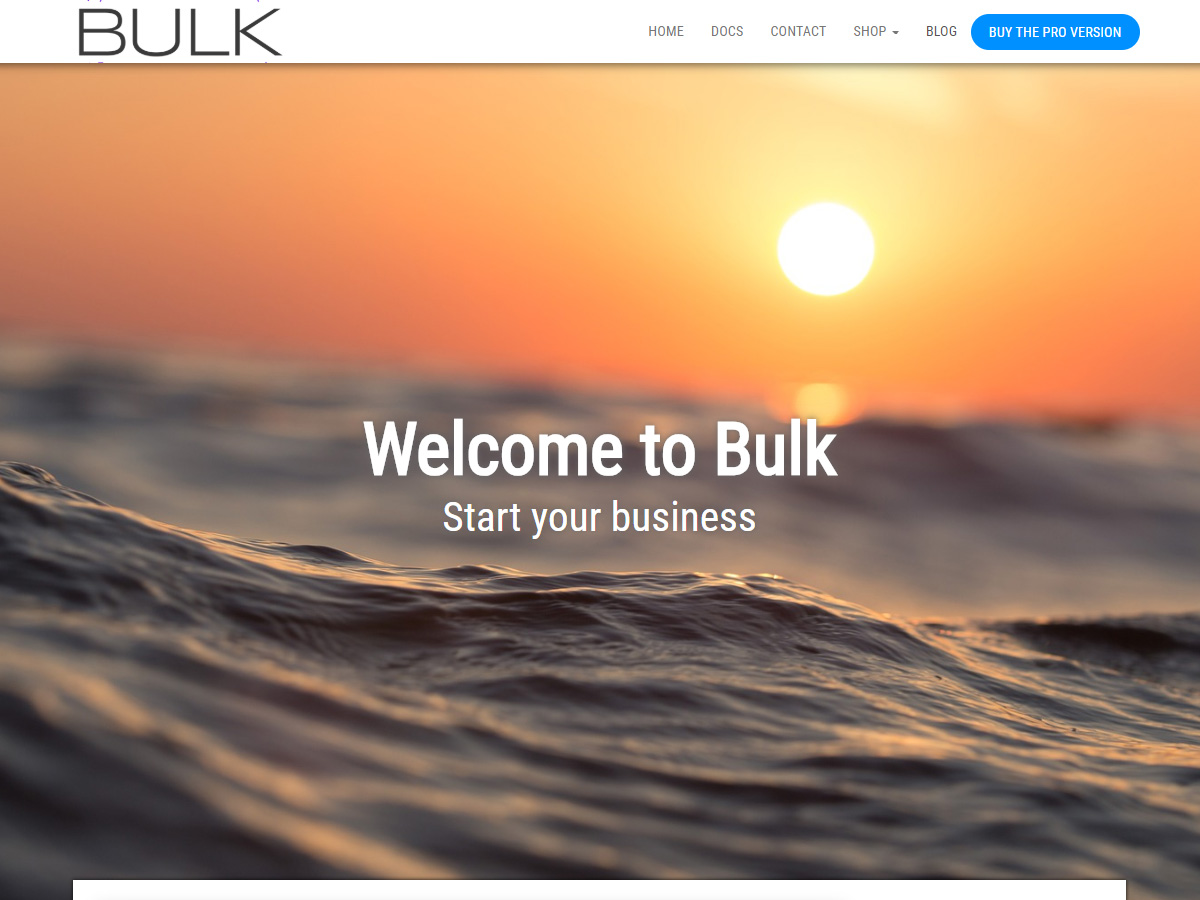 BULK
HOME DOCS CONTACT SHOP BLOG BUY THE PRO VERSION
Welcome to Bulk
Start your business